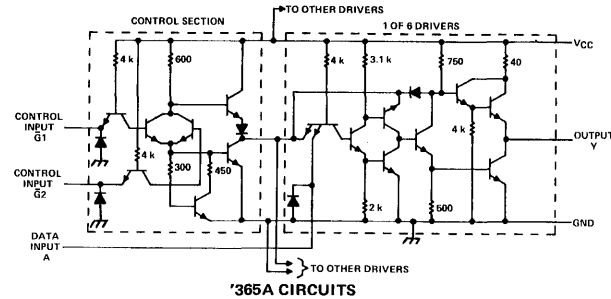 CONTROL SECTION
TO OTHER DRIVERS
1 OF 6 DRIVERS
VCC
4 k
600
4 k
3.1 k
750
40
CONTROL
INPUT
G̅1
4 k
4 k
OUTPUT
Y
CONTROL
INPUT
G̅2
300
450
2 k
500
GND
DATA
INPUT
A
TO OTHER DRIVERS
'365A CIRCUITS